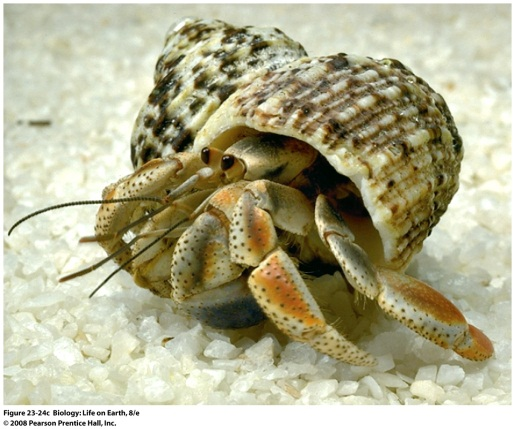 Figure 23-24c  Biology: Life on Earth, 8/e
© 2008 Pearson Prentice Hall, Inc.